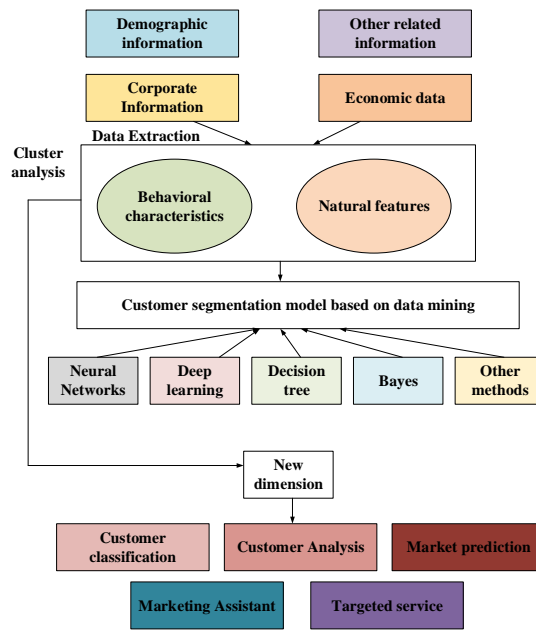 Demographic
information
Other related
information
Corporate
Information
Economic data
Data Extraction
Cluster
analysis
Behavioral
characteristics
Natural features
Customer segmentation model based on data mining
Neural
Networks
Deep
learning
Decision
tree
Bayes
Other
methods
New
dimension
Customer
classification
Customer Analysis
Market prediction
Marketing Assistant
Targeted service